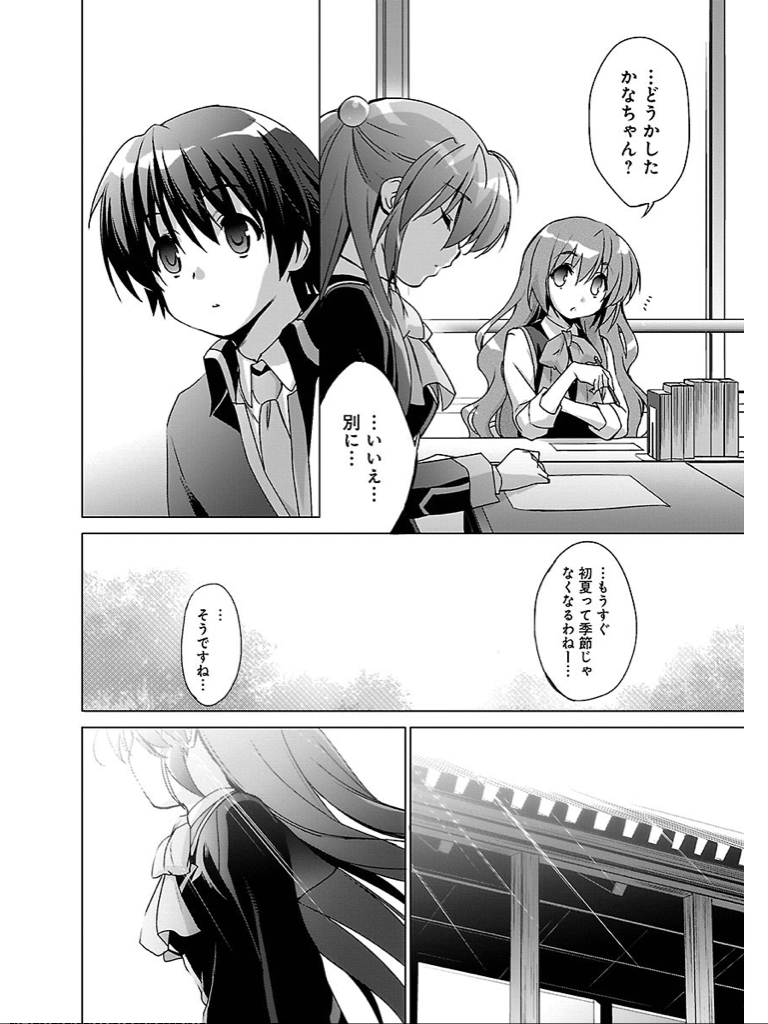 …どうかした
かなちゃん？
…いいえ…
別に…
…もうすぐ
初夏って季節じゃ
なくなるわねー…
…
そうですね…